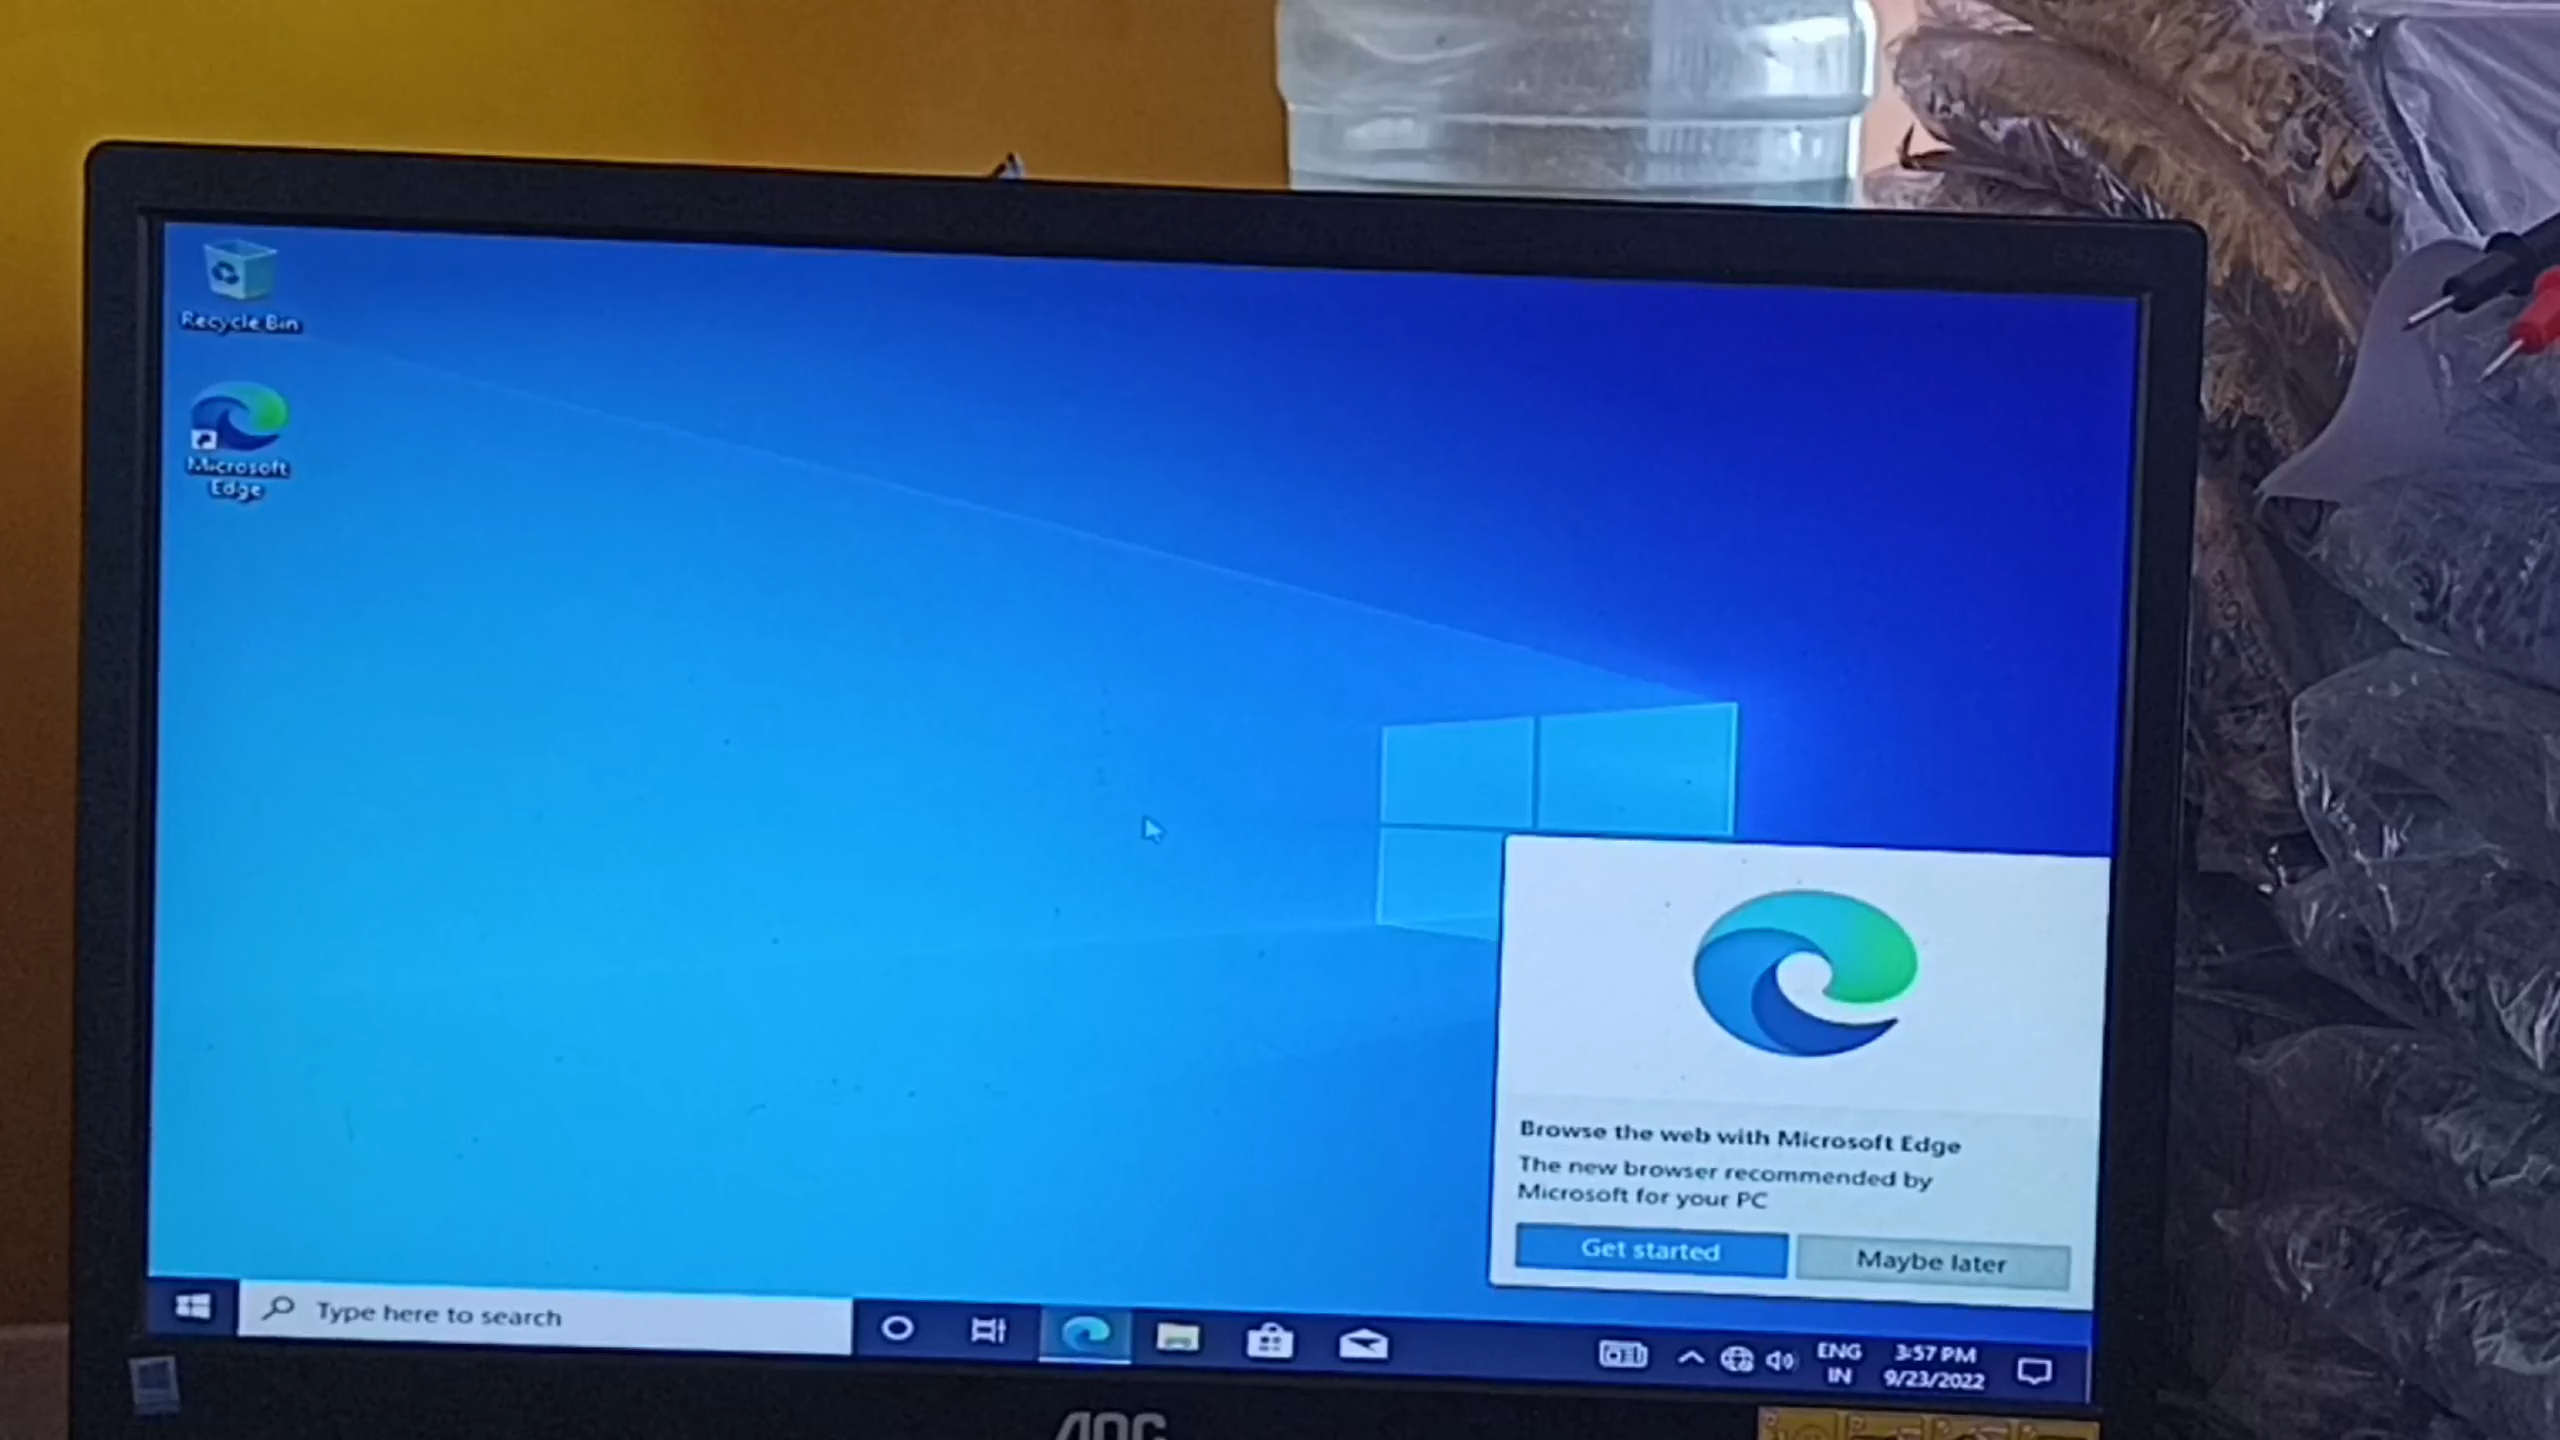 Recycle Bin
Microsoft
Edge
Browse the web with Microsoft Edge
The new browser recommended by
Microsoft for your PC
Get started
Maybe later
Type here to search
ENG
IN
3:57 PM
9/23/2022
AOC